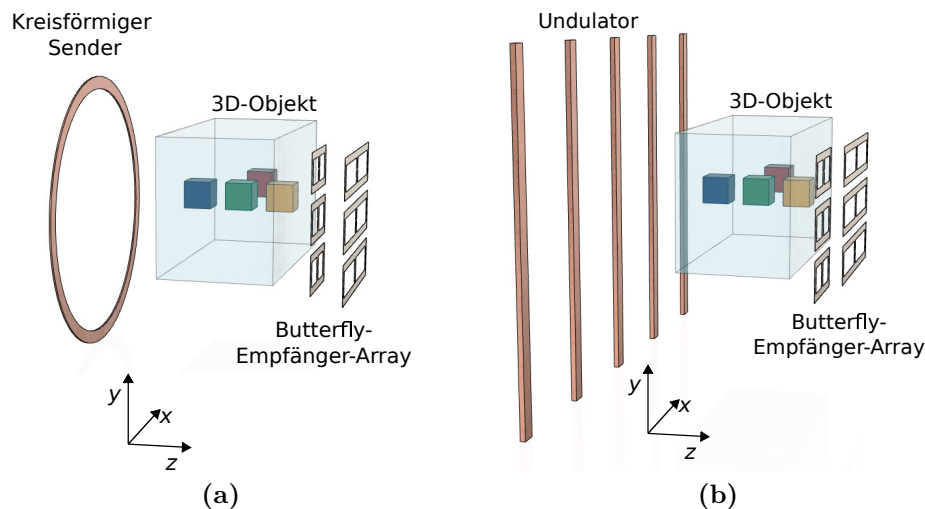 Kreisförmiger
Sender
3D-Objekt
Butterfly-
Empfänger-Array
y
x
z
(a)
Undulator
3D-Objekt
Butterfly-
Empfänger-Array
y
x
z
(b)